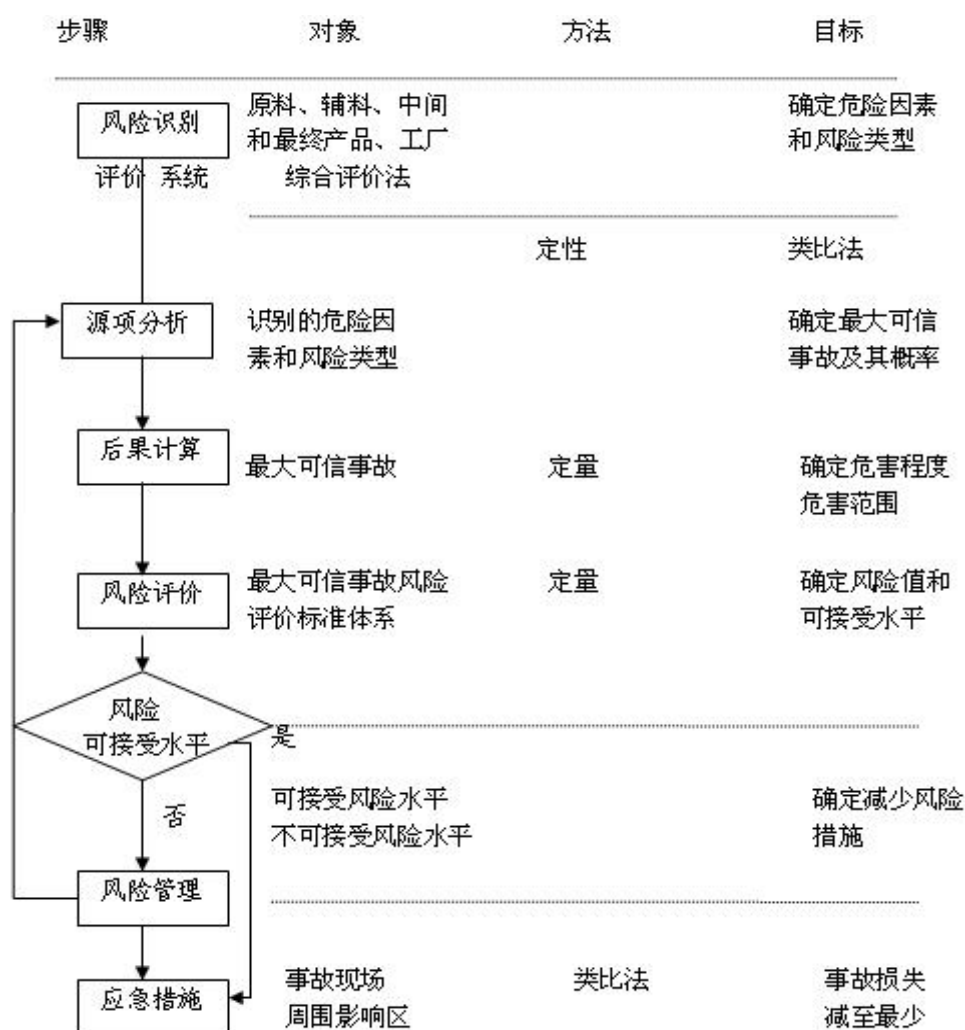 步骤 对象 方法 目标
风险识别 原料、辅料、中间 确定危险因素
和最终产品、工厂 和风险类型
评价 系统 综合评价法
定性 类比法
源项分析 识别的危险因 确定最大可信
素和风险类型 事故及其概率
后果计算 最大可信事故 定量 确定危害程度
危害范围
风险评价 最大可信事故风险 定量 确定风险值和
评价标准体系 可接受水平
风险
可接受水平 是
可接受风险水平 确定减少风险
否 不可接受风险水平 措施
风险管理
应急措施 事故现场 类比法 事故损失
周围影响区 减至最少